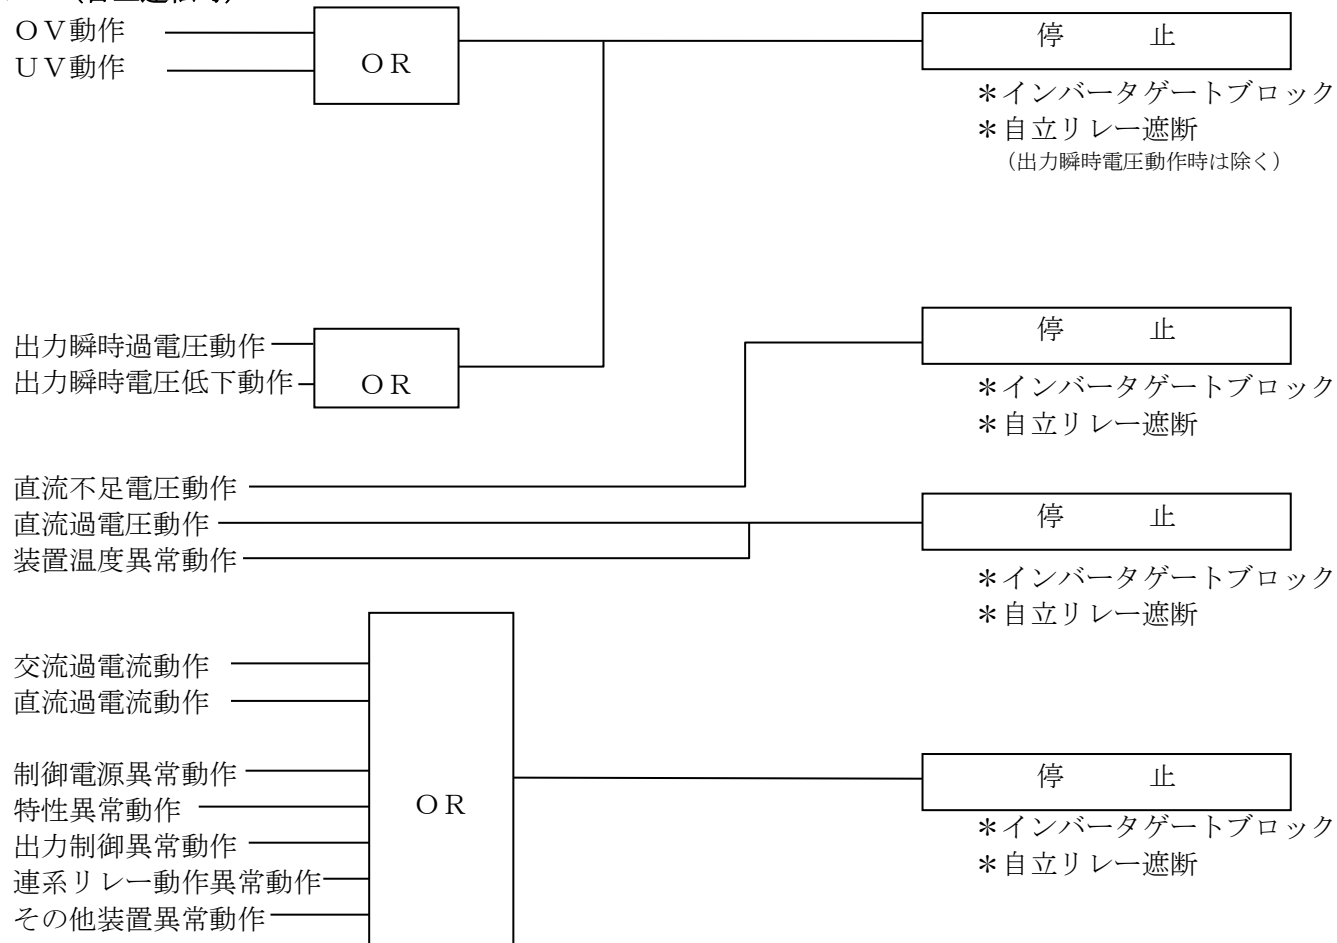 OV動作
UV動作
OR
停　　　止
＊インバータゲートブロック
＊自立リレー遮断
（出力瞬時電圧動作時は除く）
出力瞬時過電圧動作
出力瞬時電圧低下動作
OR
停　　　止
＊インバータゲートブロック
＊自立リレー遮断
直流不足電圧動作
直流過電圧動作
装置温度異常動作
停　　　止
＊インバータゲートブロック
＊自立リレー遮断
交流過電流動作
直流過電流動作
制御電源異常動作
特性異常動作
出力制御異常動作
連系リレー動作異常動作
その他装置異常動作
OR
停　　　止
＊インバータゲートブロック
＊自立リレー遮断